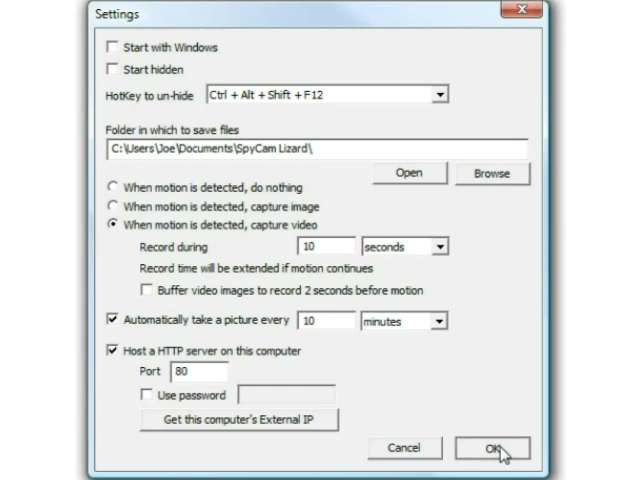 Settings
Start with Windows
Start hidden
HotKey to un-hide Ctrl + Alt + Shift + F12
Folder in which to save files
C:\Users\Joe\Documents\SpyCam Lizard\
Open Browse
When motion is detected, do nothing
When motion is detected, capture image
When motion is detected, capture video
Record during 10 seconds
Record time will be extended if motion continues
Buffer video images to record 2 seconds before motion
Automatically take a picture every 10 minutes
Host a HTTP server on this computer
Port 80
Use password
Get this computer's External IP
Cancel OK